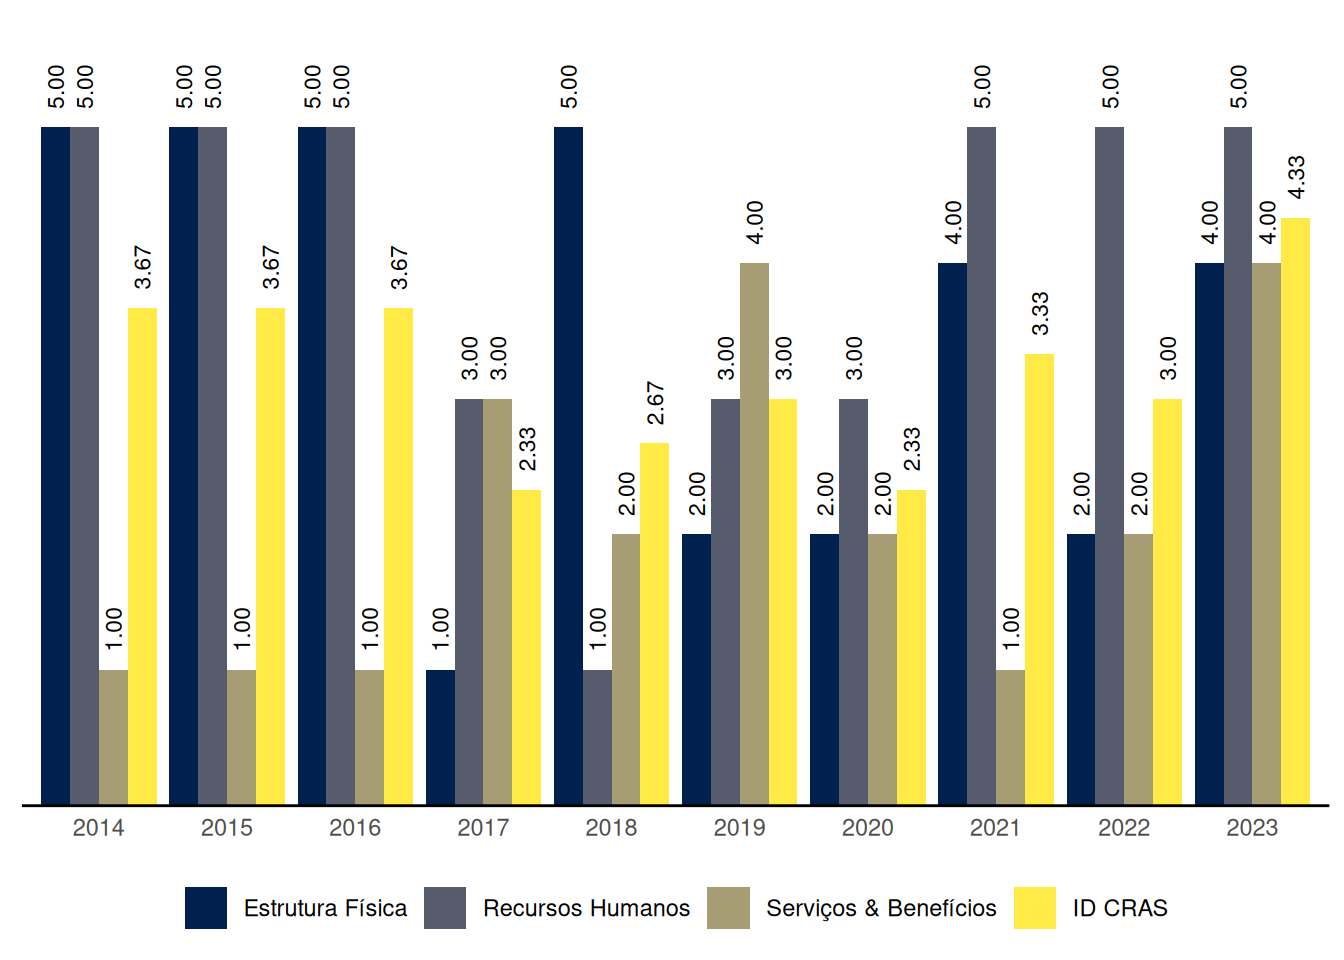 5.00 5.00 1.00 3.67
5.00 5.00 1.00 3.67
5.00 5.00 1.00 3.67
1.00 3.00 3.00 2.33
5.00 1.00 2.00 2.67
2.00 3.00 4.00 3.00
2.00 3.00 2.00 2.33
4.00 5.00 1.00 3.33
2.00 5.00 2.00 3.00
4.00 5.00 4.00 4.33
2014 2015 2016 2017 2018 2019 2020 2021 2022 2023
Estrutura Física Recursos Humanos Serviços & Benefícios ID CRAS